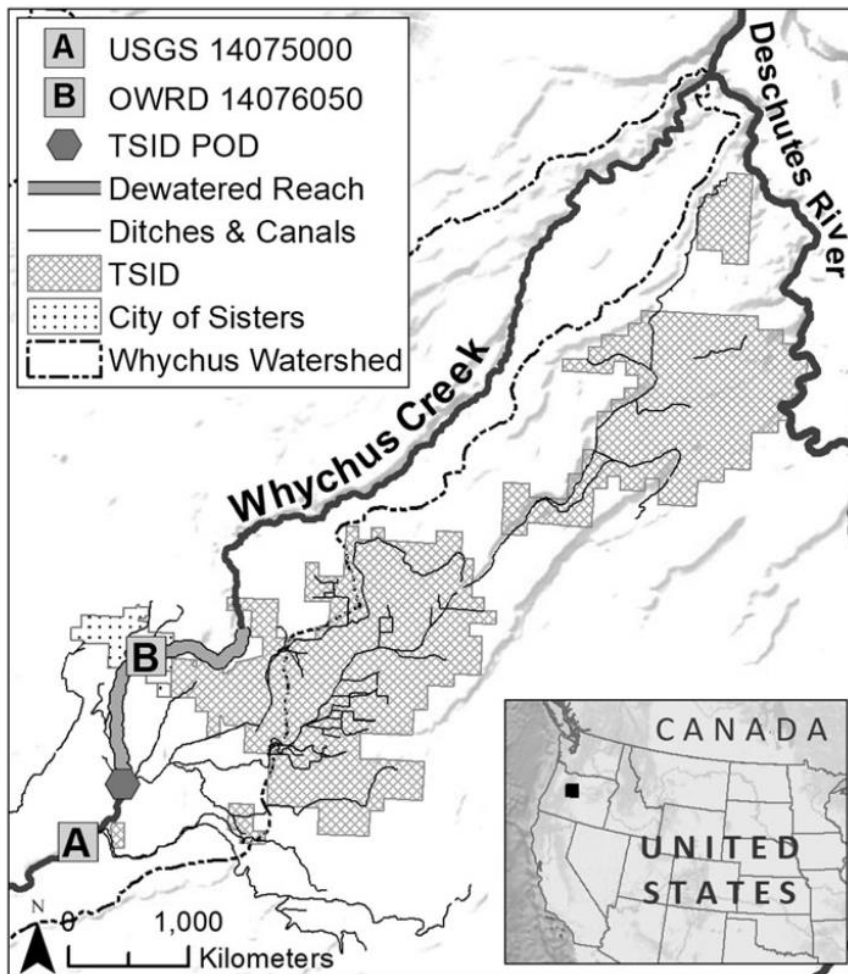 A USGS 14075000
B OWRD 14076050
TSID POD
Dewatered Reach
Ditches & Canals
TSID
City of Sisters
Whychus Watershed
Deschutes River
Whychus Creek
B
A
N
0 1,000
Kilometers
CANADA
UNITED
STATES